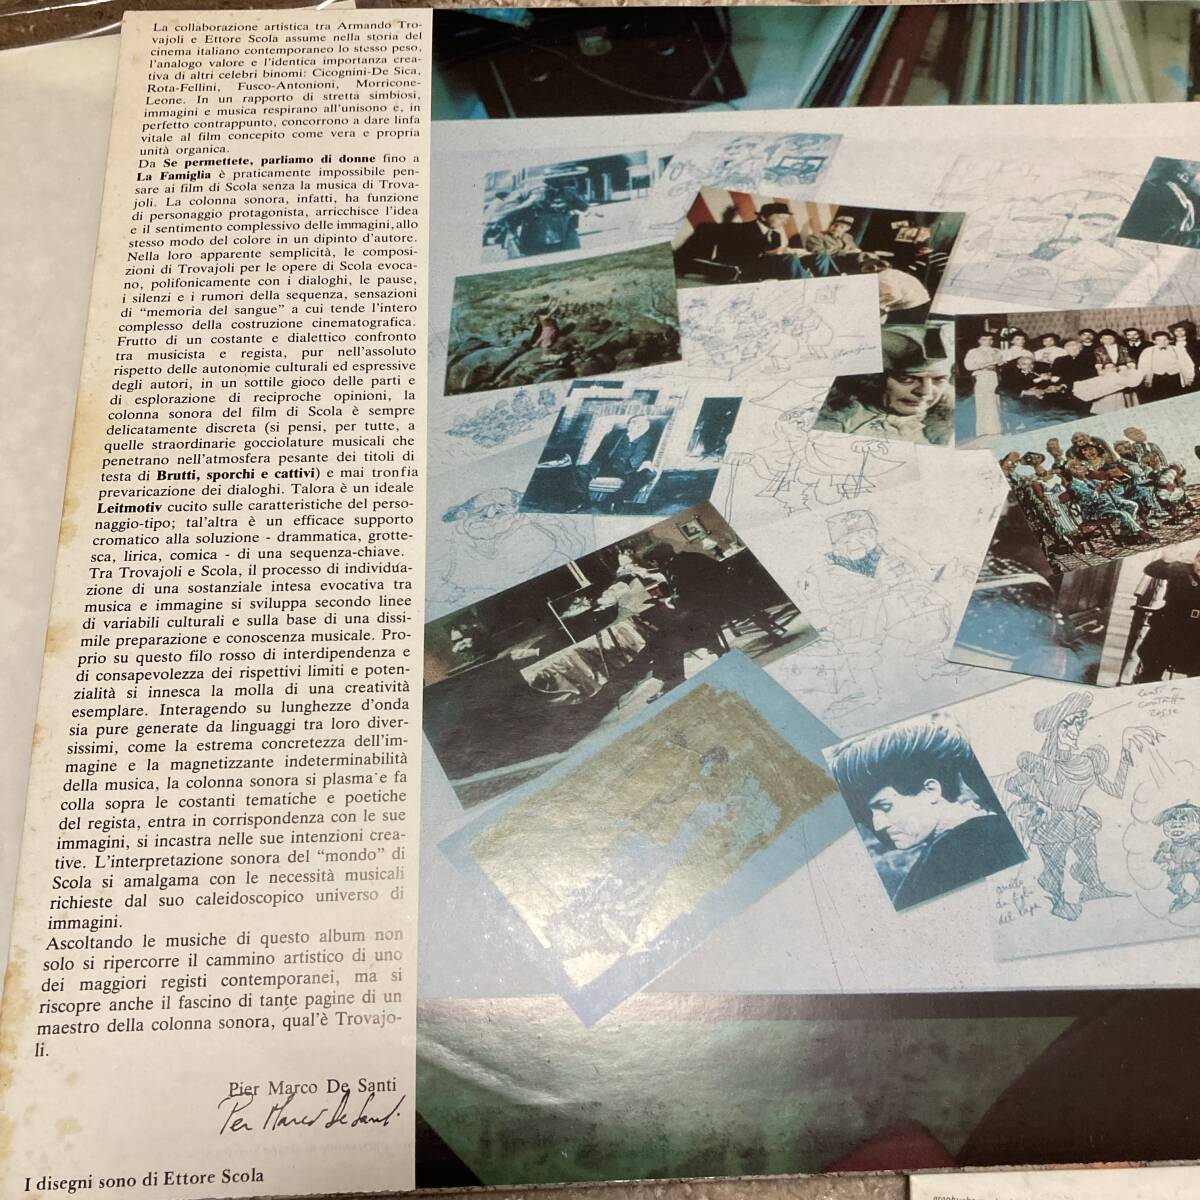 La collaborazione artistica tra Armando Tro-
vajoli e Ettore Scola assume nella storia del
cinema italiano contemporaneo lo stesso peso,
l'analogo valore e l'identica importanza crea-
tiva di altri celebri binomi: Cicognini-De Sica,
Rota-Fellini, Fusco-Antonioni, Morricone-
Leone. In un rapporto di stretta simbiosi,
immagini e musica respirano all'unisono e, in
perfetto contrappunto, concorrono a dare linfa
vitale al film concepito come vera e propria
unità organica.
Da Se permettete, parliamo di donne fino a
La Famiglia è praticamente impossibile pen-
sare ai film di Scola senza la musica di Trova-
joli. La colonna sonora, infatti, ha funzione
di personaggio protagonista, arricchisce l'idea
e il sentimento complessivo delle immagini, allo
stesso modo del colore in un dipinto d'autore.
Nella loro apparente semplicità, le composi-
zioni di Trovajoli per le opere di Scola evoca-
no, polifonicamente con i dialoghi, le pause,
i silenzi e i rumori della sequenza, sensazioni
di "memoria del sangue" a cui tende l'intero
complesso della costruzione cinematografica.
Frutto di un costante e dialettico confronto
tra musicista e regista, pur nell'assoluto
rispetto delle autonomie culturali ed espressive
degli autori, in un sottile gioco delle parti e
di esplorazione di reciproche opinioni, la
colonna sonora del film di Scola è sempre
delicatamente discreta (si pensi, per tutte, a
quelle straordinarie gocciolature musicali che
penetrano nell'atmosfera pesante dei titoli di
testa di Brutti, sporchi e cattivi) e mai tronfia
prevaricazione dei dialoghi. Talora è un ideale
Leitmotiv cucito sulle caratteristiche del perso-
naggio-tipo; tal'altra è un efficace supporto
cromatico alla soluzione - drammatica, grotte-
sca, lirica, comica - di una sequenza-chiave.
Tra Trovajoli e Scola, il processo di individua-
zione di una sostanziale intesa evocativa tra
musica e immagine si sviluppa secondo linee
di variabili culturali e sulla base di una dissi-
mile preparazione e conoscenza musicale. Pro-
prio su questo filo rosso di interdipendenza e
di consapevolezza dei rispettivi limiti e poten-
zialità si innesca la molla di una creatività
esemplare. Interagendo su lunghezze d'onda
sia pure generate da linguaggi tra loro diver-
sissimi, come la estrema concretezza dell'im-
magine e la magnetizzante indeterminabilità
della musica, la colonna sonora si plasma e fa
colla sopra le costanti tematiche e poetiche
del regista, entra in corrispondenza con le sue
immagini, si incastra nelle sue intenzioni crea-
tive. L'interpretazione sonora del "mondo" di
Scola si amalgama con le necessità musicali
richieste dal suo caleidoscopico universo di
immagini.
Ascoltando le musiche di questo album non
solo si ripercorre il cammino artistico di uno
dei maggiori registi contemporanei, ma si
riscopre anche il fascino di tante pagine di un
maestro della colonna sonora, qual'è Trovajo-
li.
Pier Marco De Santi
Pier Marco De Santi
I disegni sono di Ettore Scola
del Papa